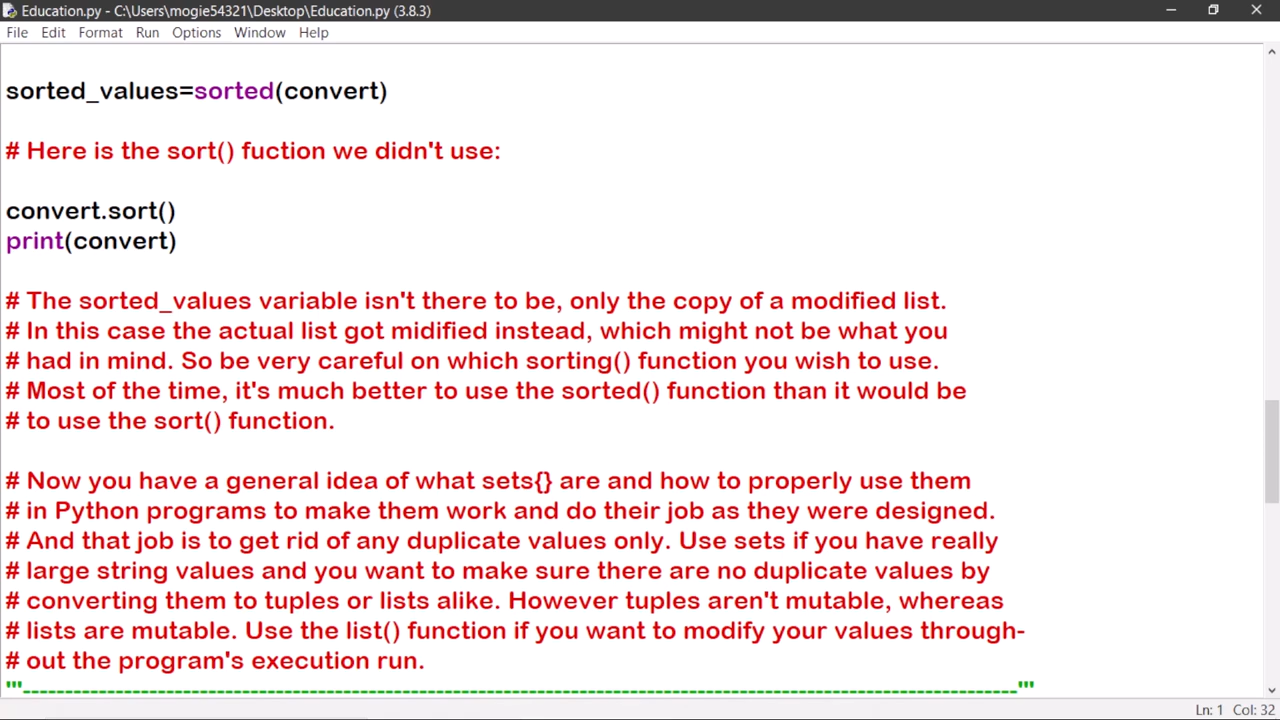 Education.py - C:\Users\mogie54321\Desktop\Education.py (3.8.3)
File Edit Format Run Options Window Help
sorted_values=sorted(convert)
# Here is the sort() fuction we didn't use:
convert.sort()
print(convert)
# The sorted_values variable isn't there to be, only the copy of a modified list.
# In this case the actual list got midified instead, which might not be what you
# had in mind. So be very careful on which sorting() function you wish to use.
# Most of the time, it's much better to use the sorted() function than it would be
# to use the sort() function.
# Now you have a general idea of what sets{} are and how to properly use them
# in Python programs to make them work and do their job as they were designed.
# And that job is to get rid of any duplicate values only. Use sets if you have really
# large string values and you want to make sure there are no duplicate values by
# converting them to tuples or lists alike. However tuples aren't mutable, whereas
# lists are mutable. Use the list() function if you want to modify your values through-
# out the program's execution run.
'''----------------------------------------------------------------------------------------------------------------------'''
Ln: 1 Col: 32